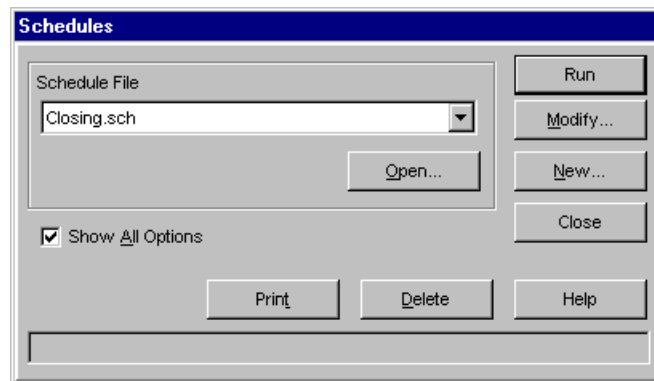 Schedules
Schedule File
Closing.sch
Open...
Show All Options
Run
Modify...
New...
Close
Print
Delete
Help